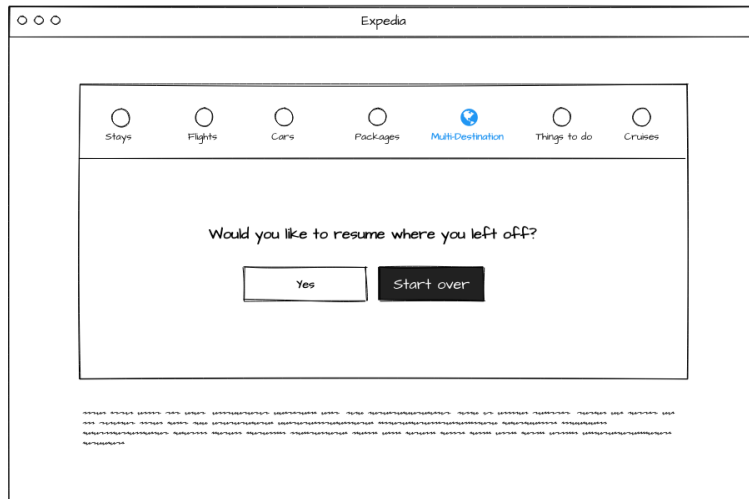 Expedia
Stays Flights Cars Packages Multi-Destination Things to do Cruises
Would you like to resume where you left off?
Yes Start over